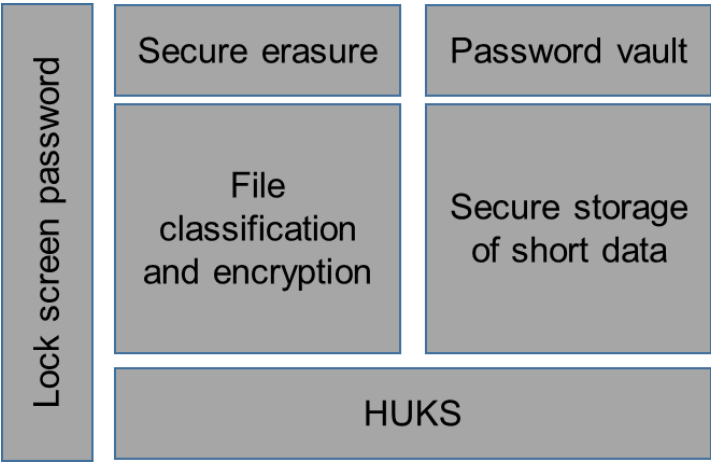 Lock screen password
Secure erasure
Password vault
File
classification
and encryption
Secure storage
of short data
HUKS